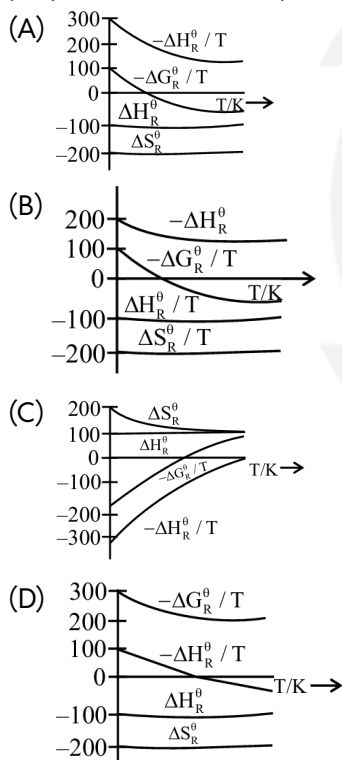 (A)
300
200
100
0
–100
–200
–ΔH_R^θ / T
–ΔG_R^θ / T
T/K
ΔH_R^θ
ΔS_R^θ
(B)
200
100
0
–100
–200
–ΔH_R^θ
–ΔG_R^θ / T
T/K
ΔH_R^θ / T
ΔS_R^θ / T
(C)
200
100
0
–100
–200
–300
ΔS_R^θ
ΔH_R^θ
–ΔG_R^θ / T
T/K
–ΔH_R^θ / T
(D)
300
200
100
0
–100
–200
–ΔG_R^θ / T
–ΔH_R^θ / T
T/K
ΔH_R^θ
ΔS_R^θ